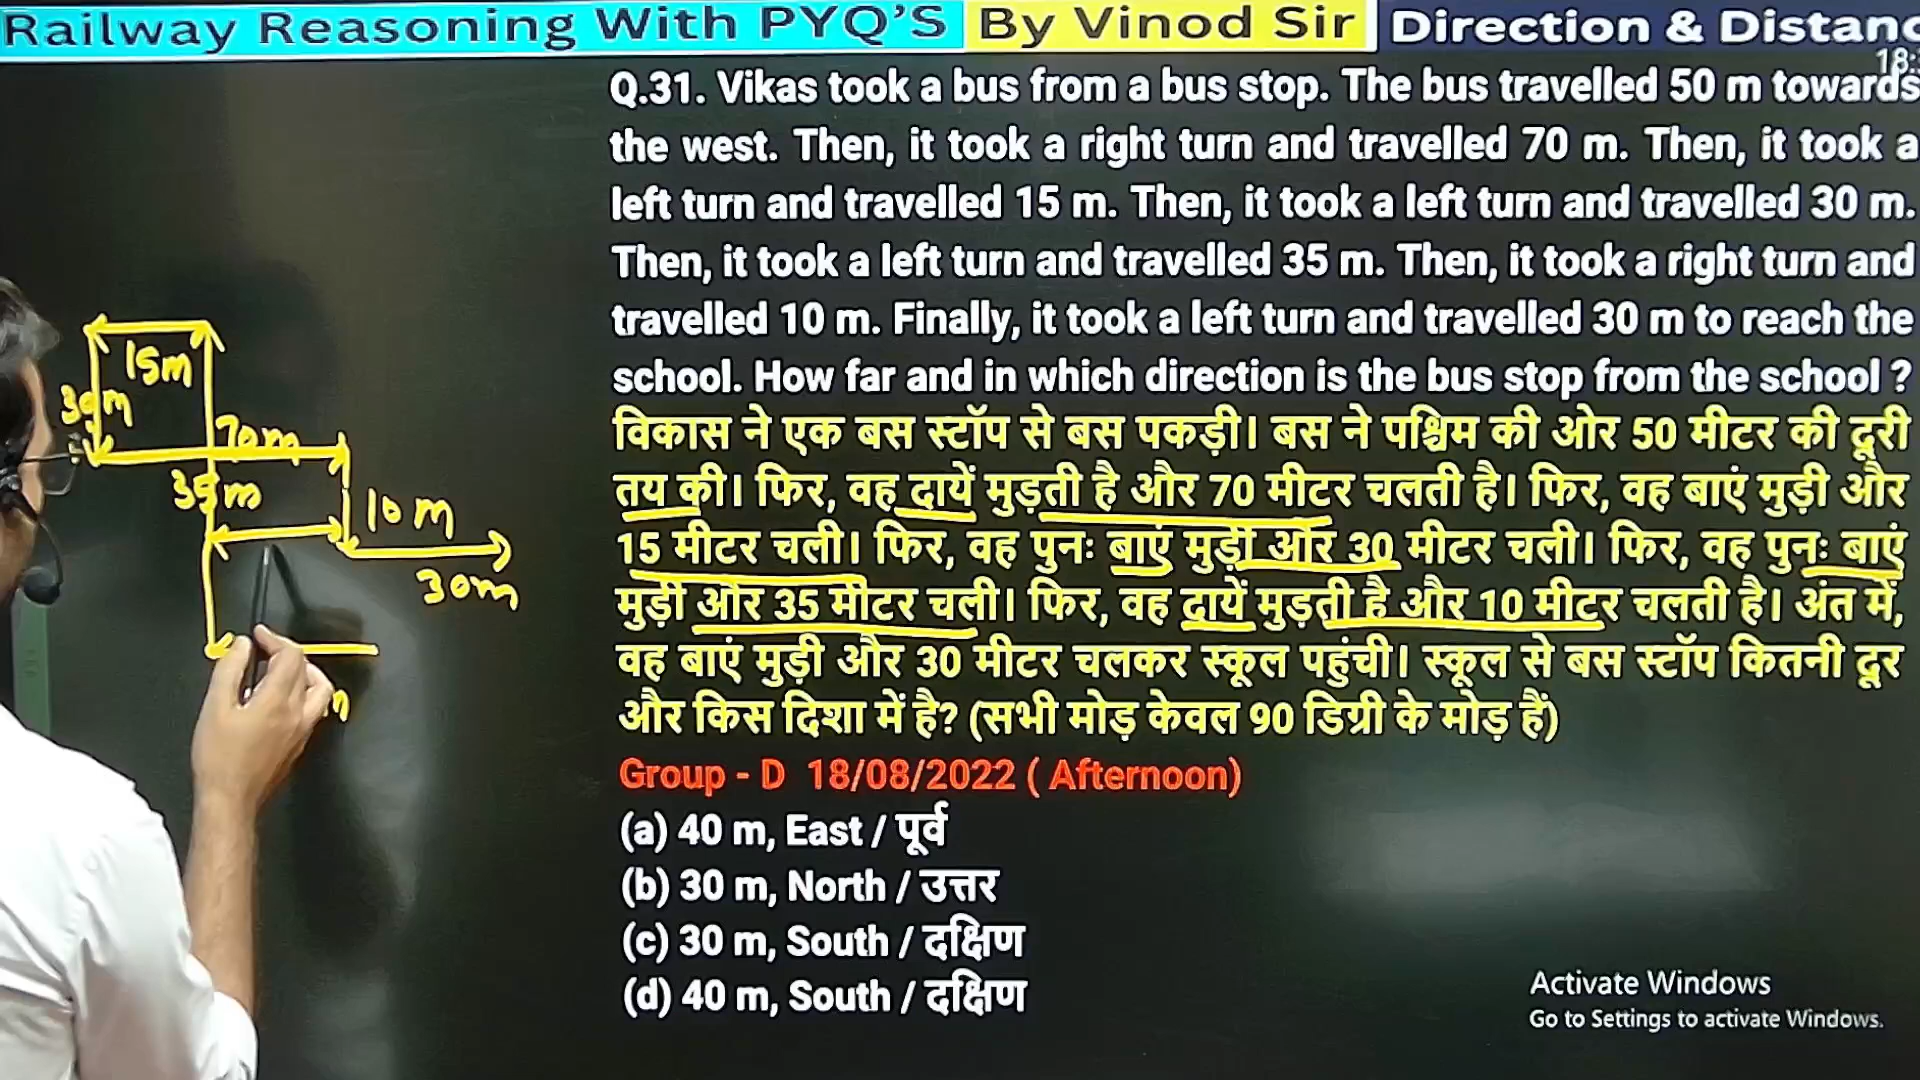 Railway Reasoning With PYQ'S By Vinod Sir Direction & Distanc
18:
Q.31. Vikas took a bus from a bus stop. The bus travelled 50 m towards
the west. Then, it took a right turn and travelled 70 m. Then, it took a
left turn and travelled 15 m. Then, it took a left turn and travelled 30 m.
Then, it took a left turn and travelled 35 m. Then, it took a right turn and
travelled 10 m. Finally, it took a left turn and travelled 30 m to reach the
school. How far and in which direction is the bus stop from the school ?
विकास ने एक बस स्टॉप से बस पकड़ी। बस ने पश्चिम की ओर 50 मीटर की दूरी
तय की। फिर, वह दायें मुड़ती है और 70 मीटर चलती है। फिर, वह बाएं मुड़ी और
15 मीटर चली। फिर, वह पुनः बाएं मुड़ी और 30 मीटर चली। फिर, वह पुनः बाएं
मुड़ी और 35 मीटर चली। फिर, वह दायें मुड़ती है और 10 मीटर चलती है। अंत में,
वह बाएं मुड़ी और 30 मीटर चलकर स्कूल पहुंची। स्कूल से बस स्टॉप कितनी दूर
और किस दिशा में है? (सभी मोड़ केवल 90 डिग्री के मोड़ हैं)
Group - D 18/08/2022 ( Afternoon)
(a) 40 m, East / पूर्व
(b) 30 m, North / उत्तर
(c) 30 m, South / दक्षिण
(d) 40 m, South / दक्षिण
15m
30m
70m
35m
10m
30m
m
Activate Windows
Go to Settings to activate Windows.